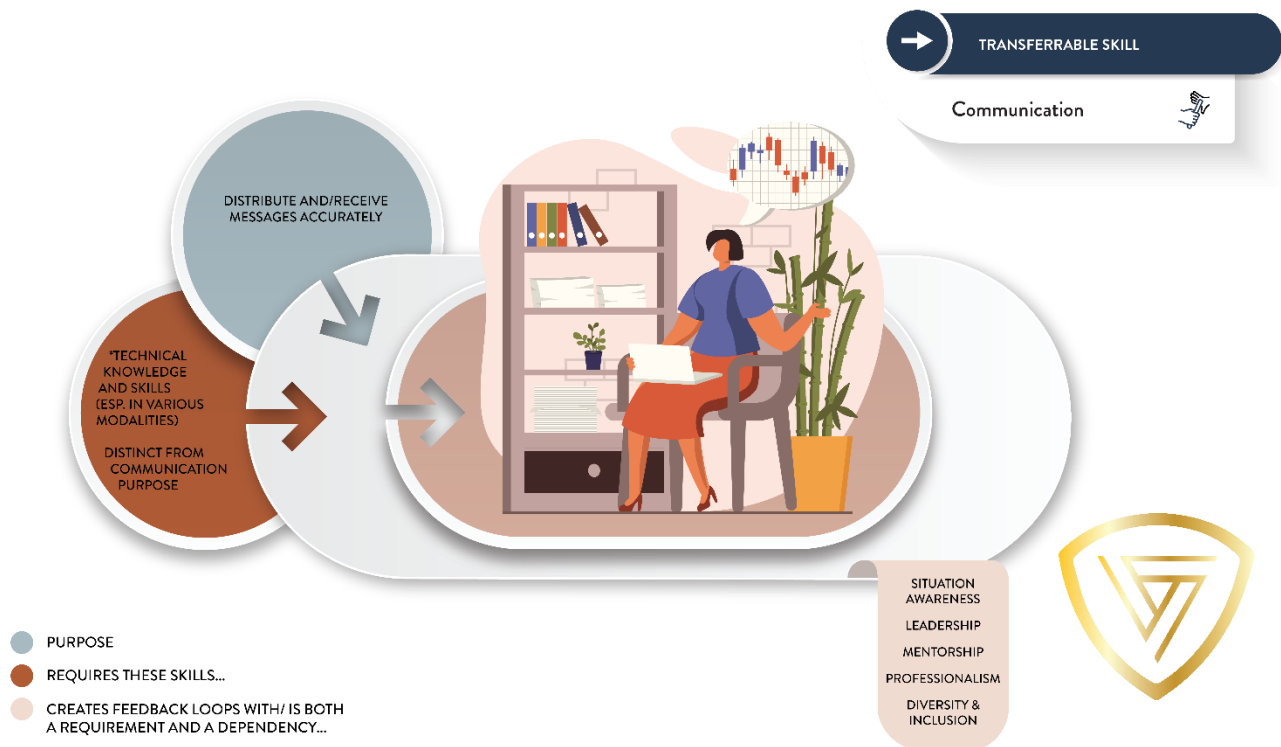 TRANSFERRABLE SKILL
Communication
DISTRIBUTE AND/RECEIVE
MESSAGES ACCURATELY
*TECHNICAL
KNOWLEDGE
AND SKILLS
(ESP. IN VARIOUS
MODALITIES)
DISTINCT FROM
COMMUNICATION
PURPOSE
SITUATION
AWARENESS
LEADERSHIP
MENTORSHIP
PROFESSIONALISM
DIVERSITY &
INCLUSION
PURPOSE
REQUIRES THESE SKILLS...
CREATES FEEDBACK LOOPS WITH/ IS BOTH
A REQUIREMENT AND A DEPENDENCY...